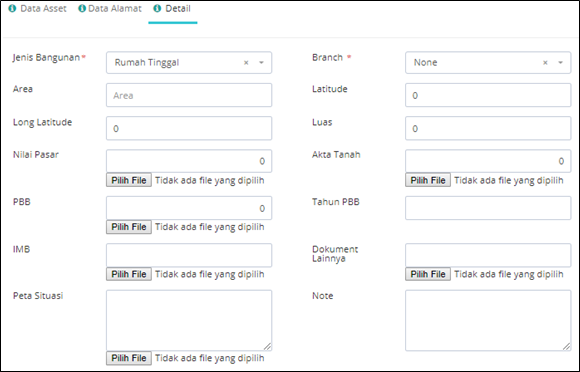 Data Asset Data Alamat Detail
Jenis Bangunan* Rumah Tinggal × Branch * None ×
Area Area Latitude 0
Long Latitude 0 Luas 0
Nilai Pasar 0 Akta Tanah 0
Pilih File Tidak ada file yang dipilih Pilih File Tidak ada file yang dipilih
PBB 0 Tahun PBB
Pilih File Tidak ada file yang dipilih
IMB Dokument
Lainnya
Pilih File Tidak ada file yang dipilih Pilih File Tidak ada file yang dipilih
Peta Situasi Note
Pilih File Tidak ada file yang dipilih